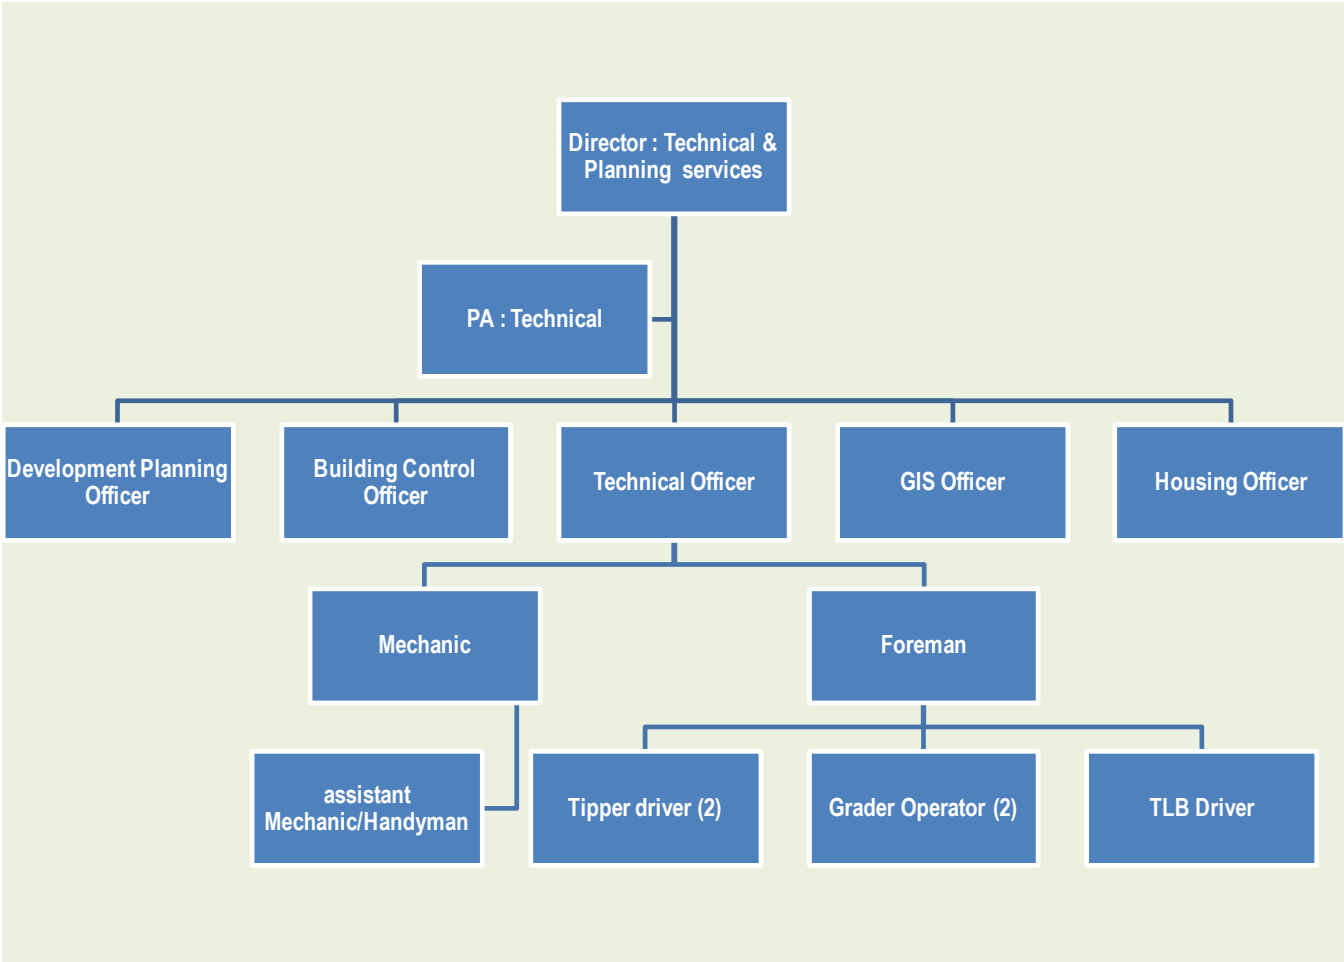 Director : Technical &
Planning services
PA : Technical
Development Planning
Officer
Building Control
Officer
Technical Officer
GIS Officer
Housing Officer
Mechanic
Foreman
assistant
Mechanic/Handyman
Tipper driver (2)
Grader Operator (2)
TLB Driver